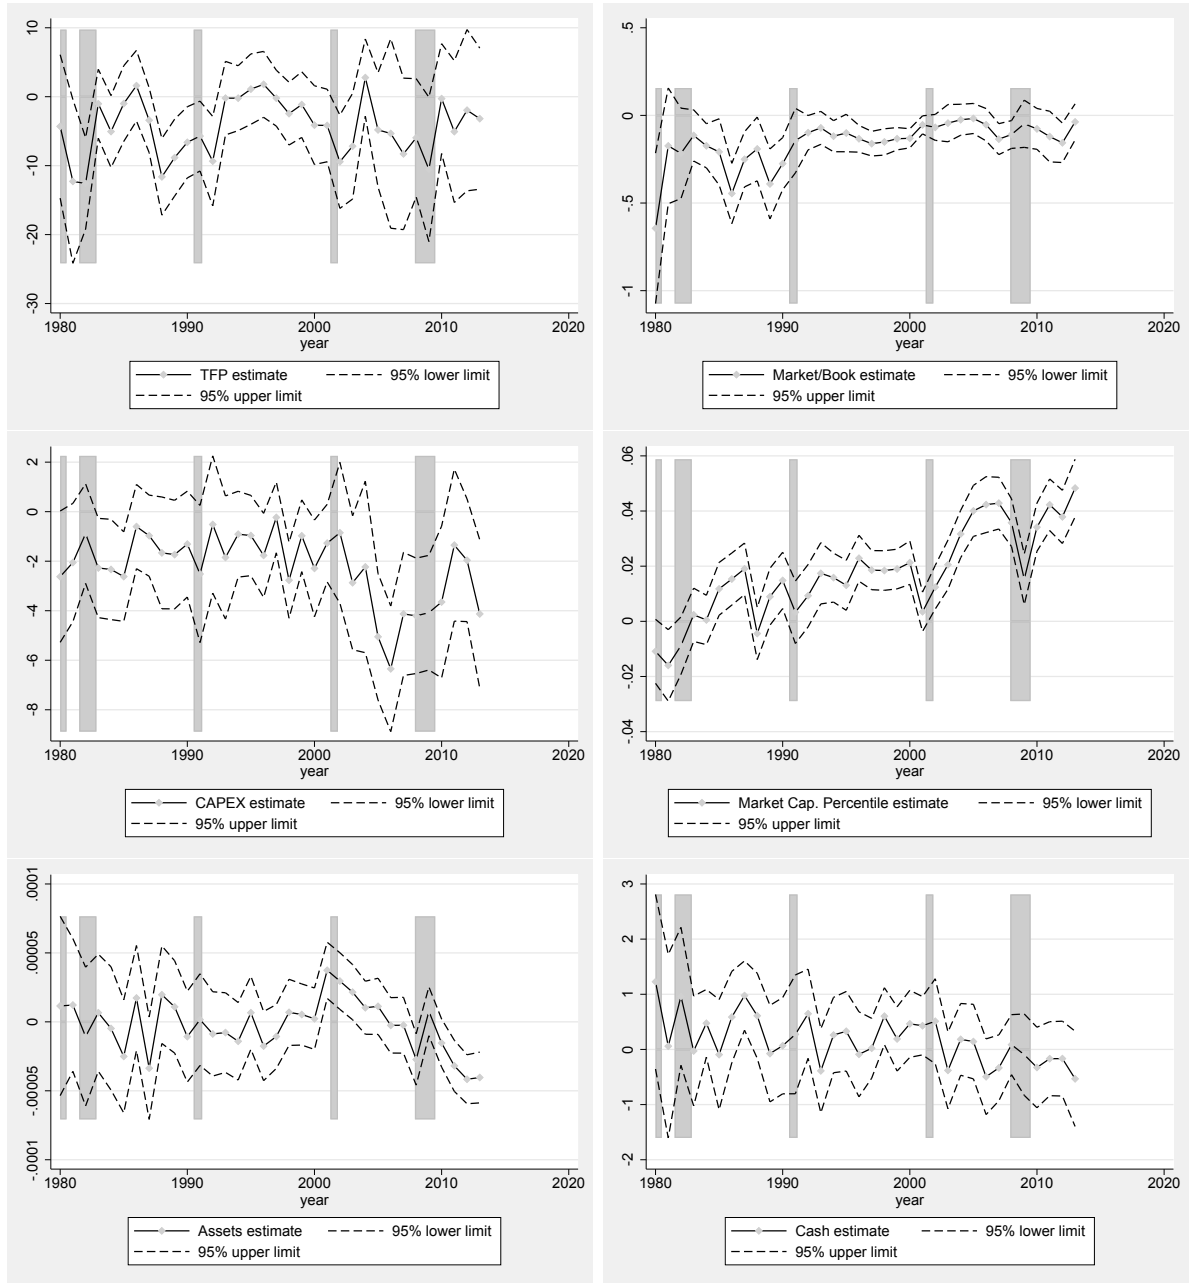 10
0
-10
-20
-30
1980 1990 2000 2010 2020
year
TFP estimate 95% lower limit
95% upper limit
.5
0
-.5
-1
1980 1990 2000 2010 2020
year
Market/Book estimate 95% lower limit
95% upper limit
2
0
-2
-4
-6
-8
1980 1990 2000 2010 2020
year
CAPEX estimate 95% lower limit
95% upper limit
.06
.04
.02
0
-.02
-.04
1980 1990 2000 2010 2020
year
Market Cap. Percentile estimate 95% lower limit
95% upper limit
.0001
.00005
0
-.00005
-.0001
1980 1990 2000 2010 2020
year
Assets estimate 95% lower limit
95% upper limit
3
2
1
0
-1
-2
1980 1990 2000 2010 2020
year
Cash estimate 95% lower limit
95% upper limit